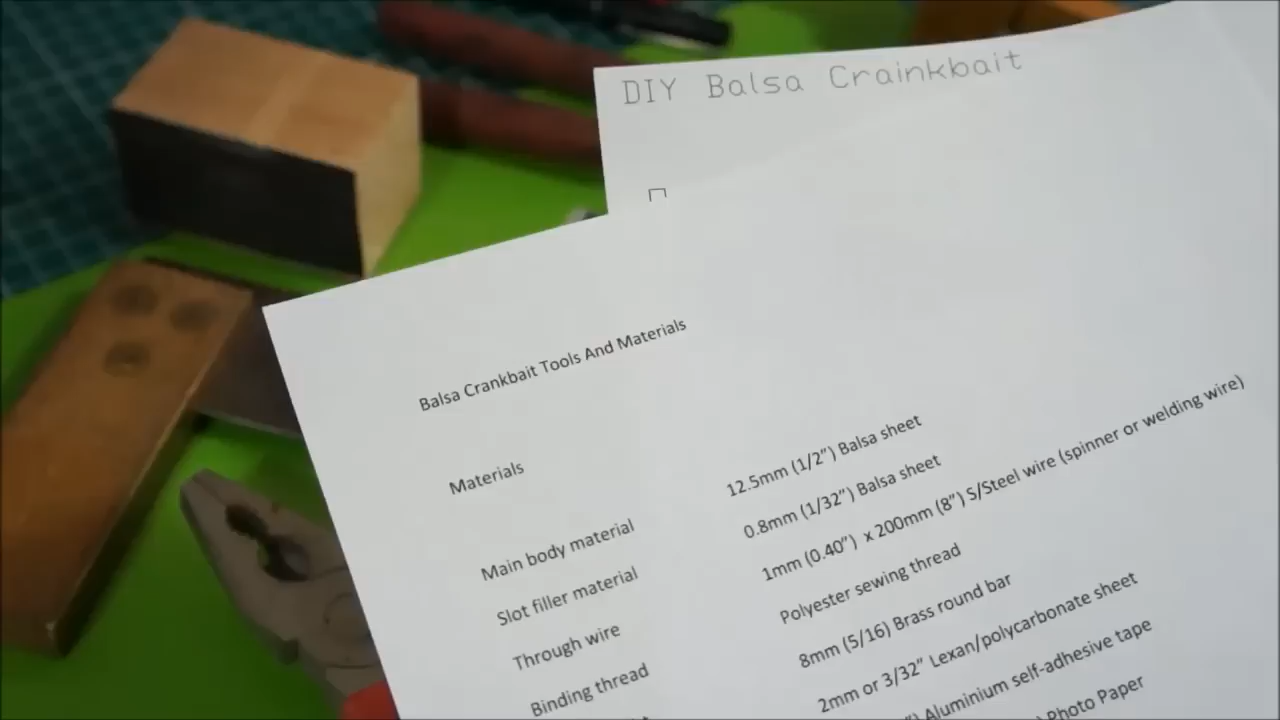 DIY Balsa Crainkbait
Balsa Crankbait Tools And Materials
Materials
Main body material 12.5mm (1/2") Balsa sheet
Slot filler material 0.8mm (1/32") Balsa sheet
Through wire 1mm (0.40") x 200mm (8") S/Steel wire (spinner or welding wire)
Binding thread Polyester sewing thread
8mm (5/16) Brass round bar
2mm or 3/32" Lexan/polycarbonate sheet
") Aluminium self-adhesive tape
) Photo Paper